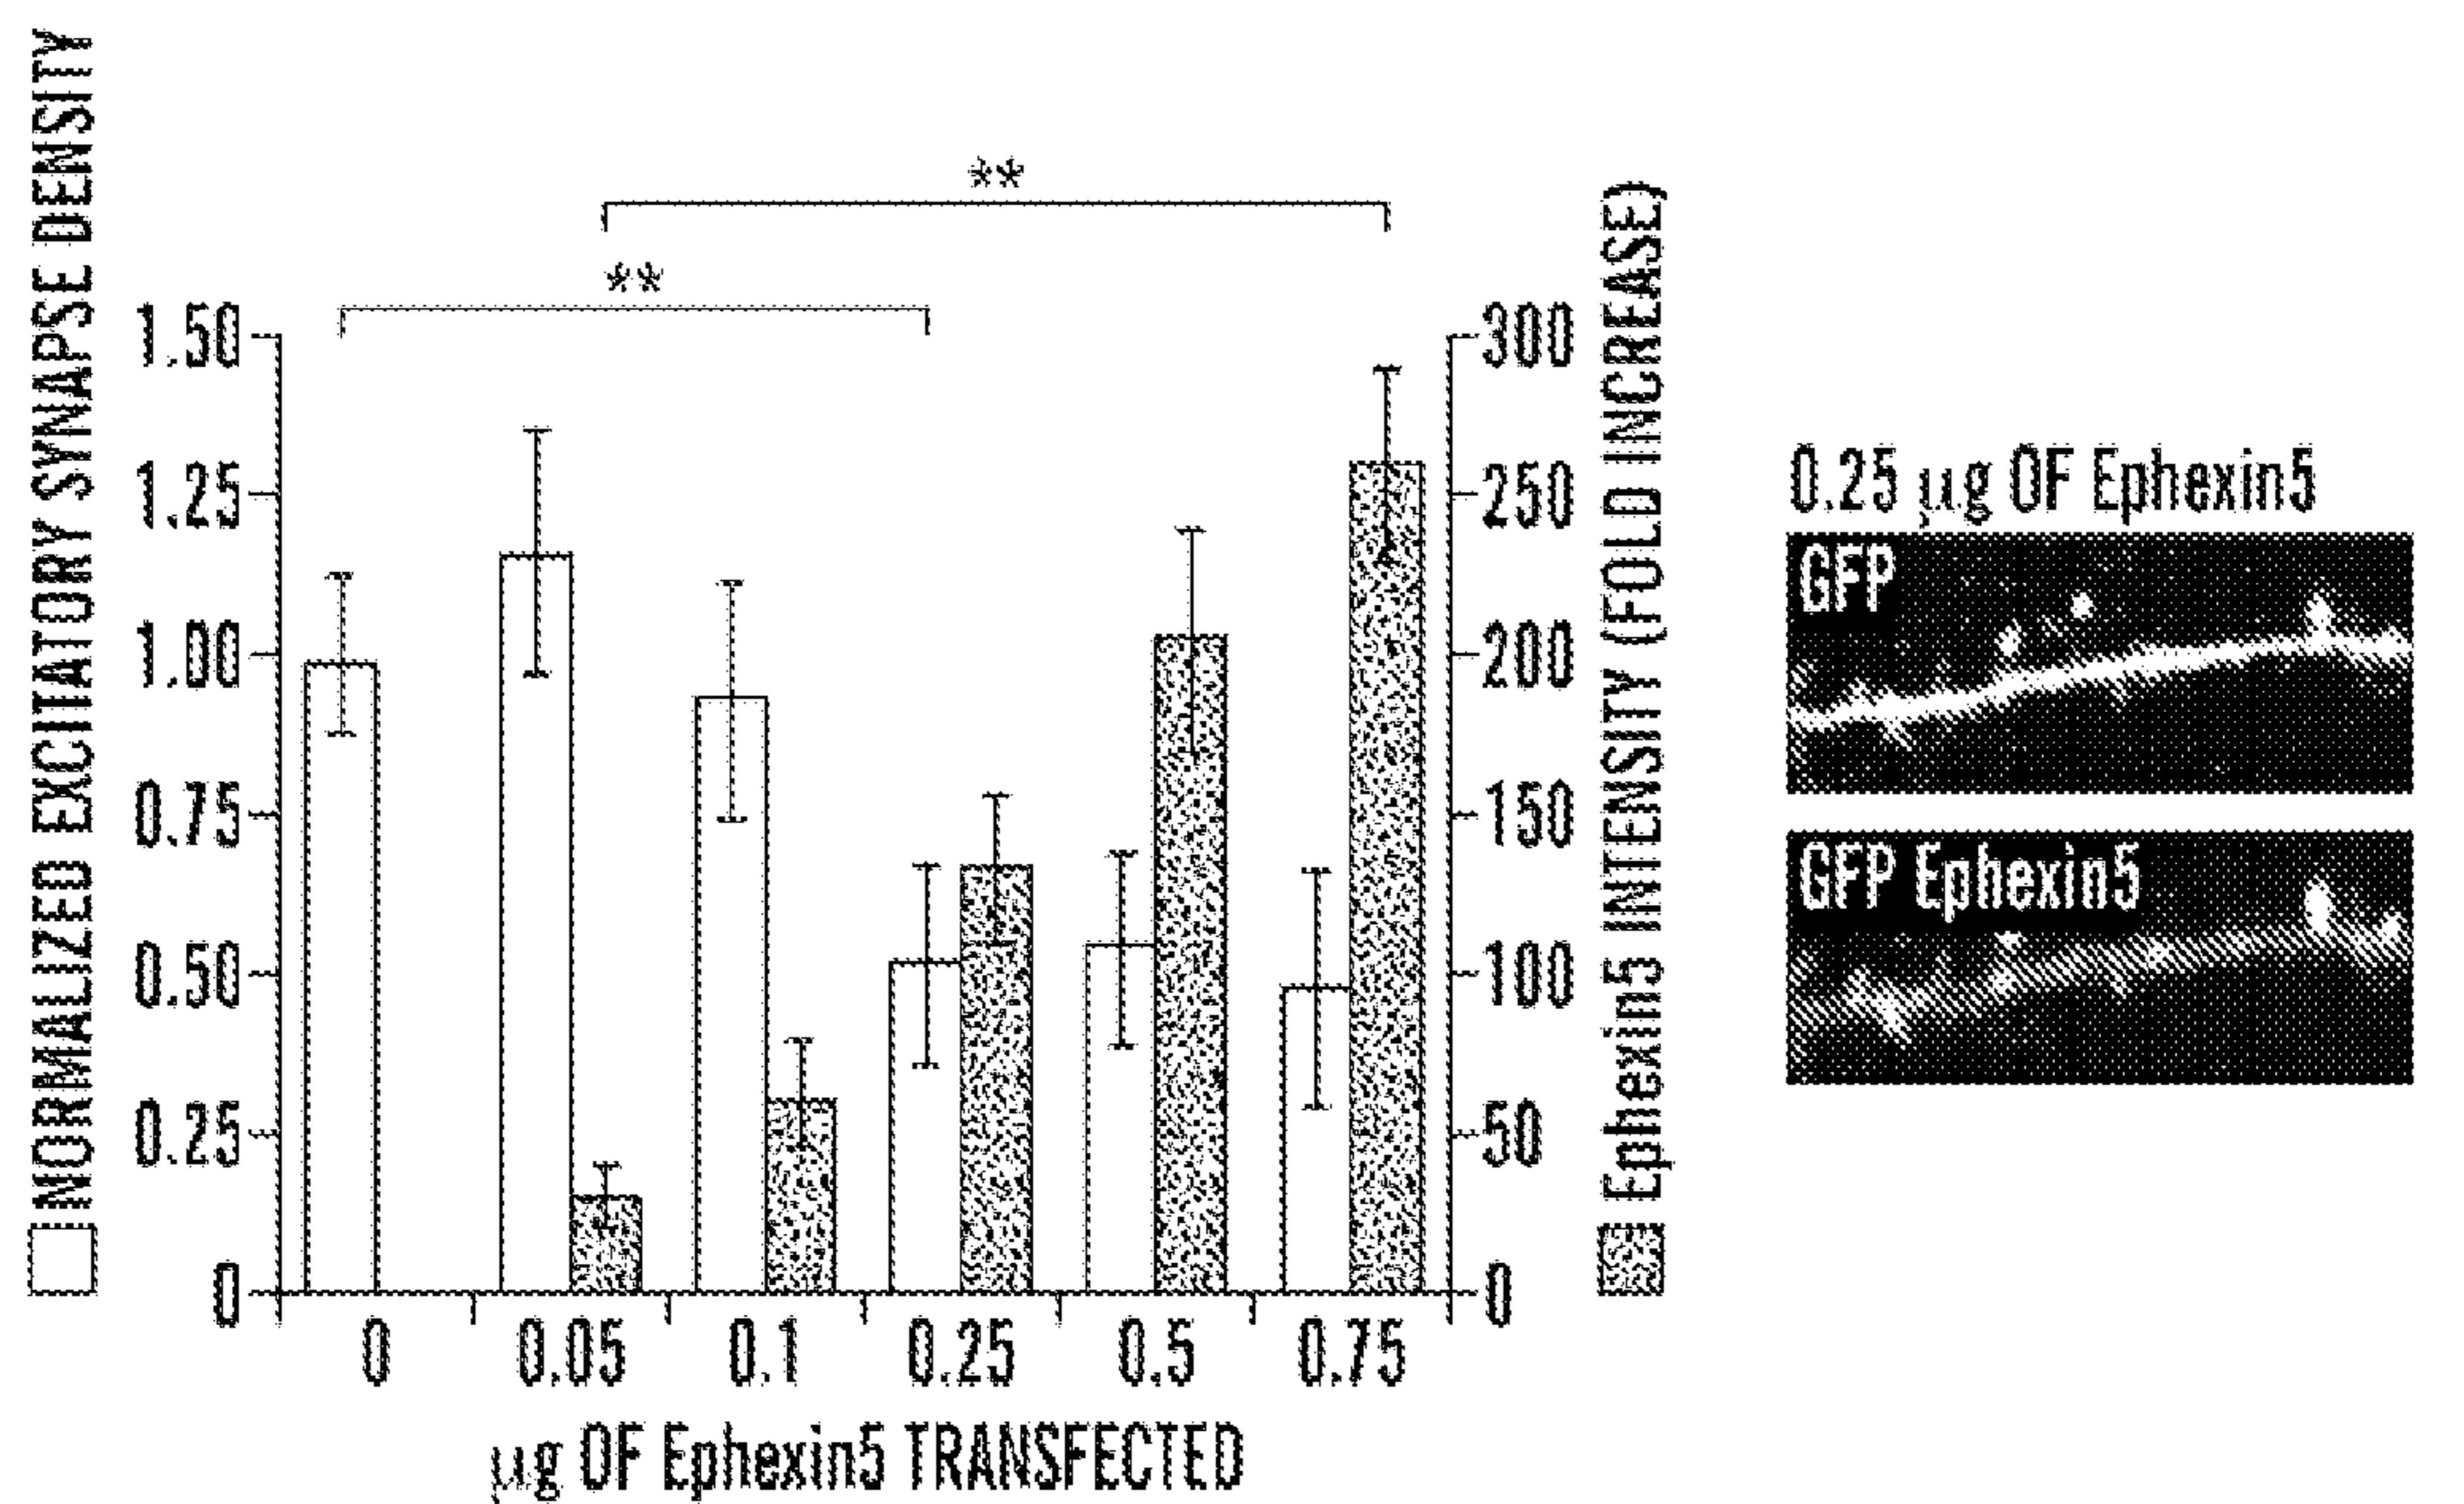 NORMALIZED EXCITATORY SYNAPSE DENSITY
1.50
1.25
1.00
0.75
0.50
0.25
0
**
**
300
250
200
150
100
50
0
Ephexin5 INTENSITY (FOLD INCREASE)
0 0.05 0.1 0.25 0.5 0.75
µg OF Ephexin5 TRANSFECTED
0.25 µg OF Ephexin5
GFP
GFP Ephexin5